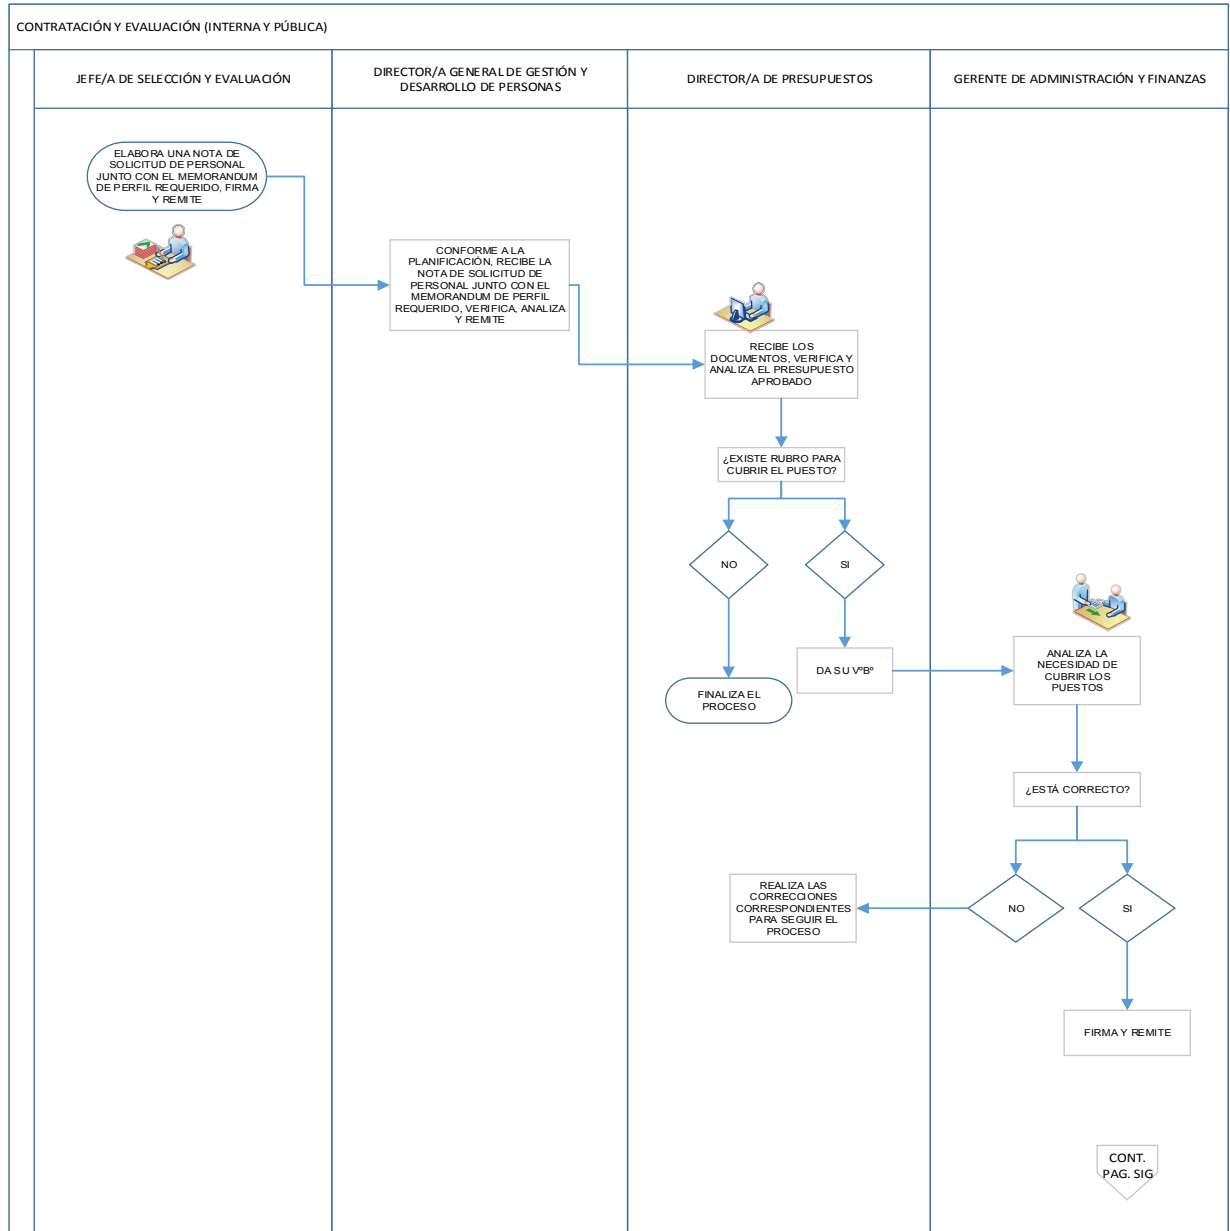 CONTRATACIÓN Y EVALUACIÓN (INTERNA Y PÚBLICA)
JEFE/A DE SELECCIÓN Y EVALUACIÓN
DIRECTOR/A GENERAL DE GESTIÓN Y
DESARROLLO DE PERSONAS
DIRECTOR/A DE PRESUPUESTOS
GERENTE DE ADMINISTRACIÓN Y FINANZAS
ELABORA UNA NOTA DE
SOLICITUD DE PERSONAL
JUNTO CON EL MEMORANDUM
DE PERFIL REQUERIDO, FIRMA
Y REMITE
CONFORME A LA
PLANIFICACIÓN, RECIBE LA
NOTA DE SOLICITUD DE
PERSONAL JUNTO CON EL
MEMORANDUM DE PERFIL
REQUERIDO, VERIFICA, ANALIZA
Y REMITE
RECIBE LOS
DOCUMENTOS, VERIFICA Y
ANALIZA EL PRESUPUESTO
APROBADO
¿EXISTE RUBRO PARA
CUBRIR EL PUESTO?
NO
SI
FINALIZA EL
PROCESO
DA SU VºBº
ANALIZA LA
NECESIDAD DE
CUBRIR LOS
PUESTOS
¿ESTÁ CORRECTO?
NO
SI
REALIZA LAS
CORRECCIONES
CORRESPONDIENTES
PARA SEGUIR EL
PROCESO
FIRMA Y REMITE
CONT.
PAG. SIG